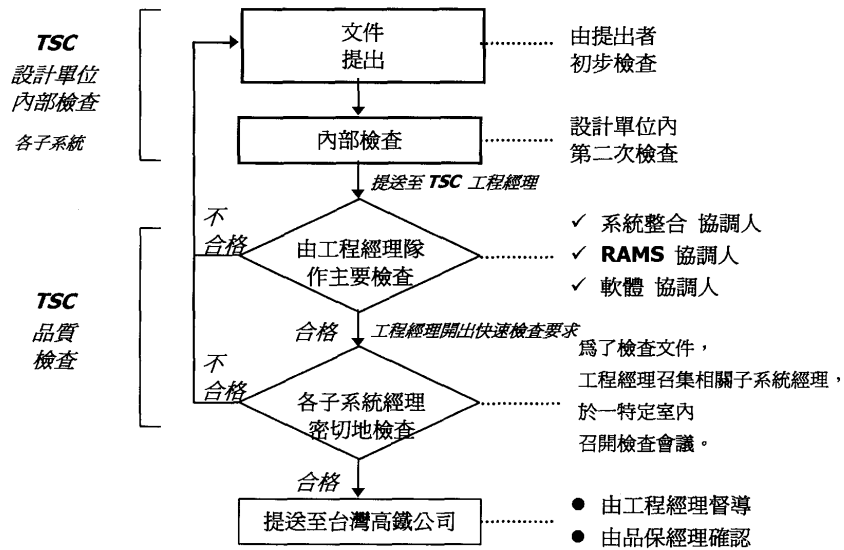 TSC
設計單位
內部檢查
各子系統
文件
提出
由提出者
初步檢查
內部檢查
設計單位內
第二次檢查
提送至 TSC 工程經理
不
合格
由工程經理隊
作主要檢查
✓ 系統整合 協調人
✓ RAMS 協調人
✓ 軟體 協調人
TSC
品質
檢查
合格
工程經理開出快速檢查要求
不
合格
各子系統經理
密切地檢查
爲了檢查文件，
工程經理召集相關子系統經理，
於一特定室內
召開檢查會議。
合格
提送至台灣高鐵公司
● 由工程經理督導
● 由品保經理確認